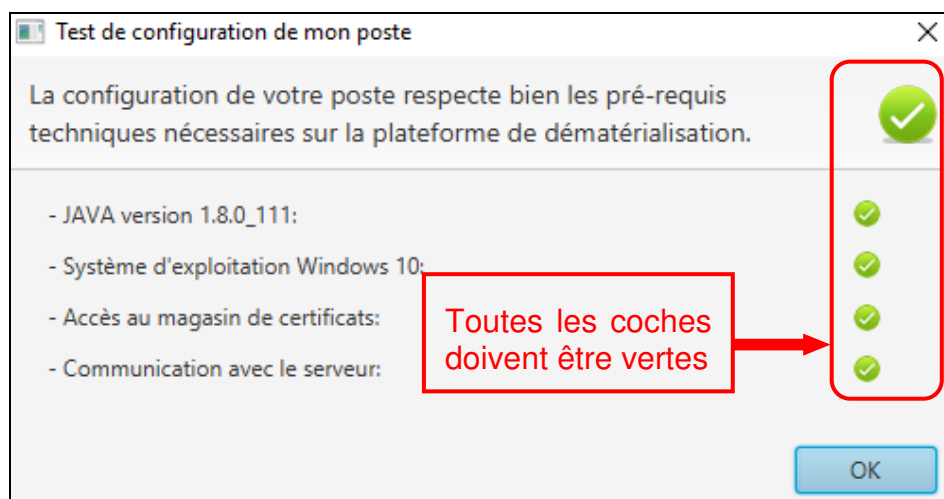 Test de configuration de mon poste
La configuration de votre poste respecte bien les pré-requis
techniques nécessaires sur la plateforme de dématérialisation.
- JAVA version 1.8.0_111:
- Système d'exploitation Windows 10:
- Accès au magasin de certificats:
- Communication avec le serveur:
Toutes les coches
doivent être vertes
OK